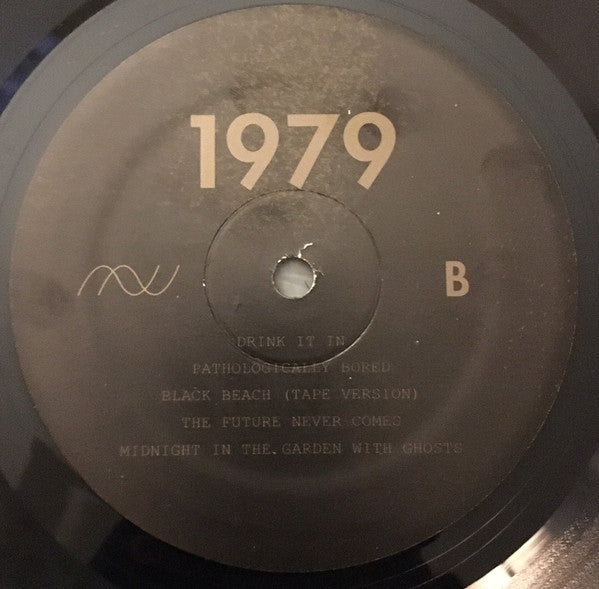 1979
B
DRINK IT IN
PATHOLOGICALLY BORED
BLACK BEACH (TAPE VERSION)
THE FUTURE NEVER COMES
MIDNIGHT IN THE GARDEN WITH GHOSTS